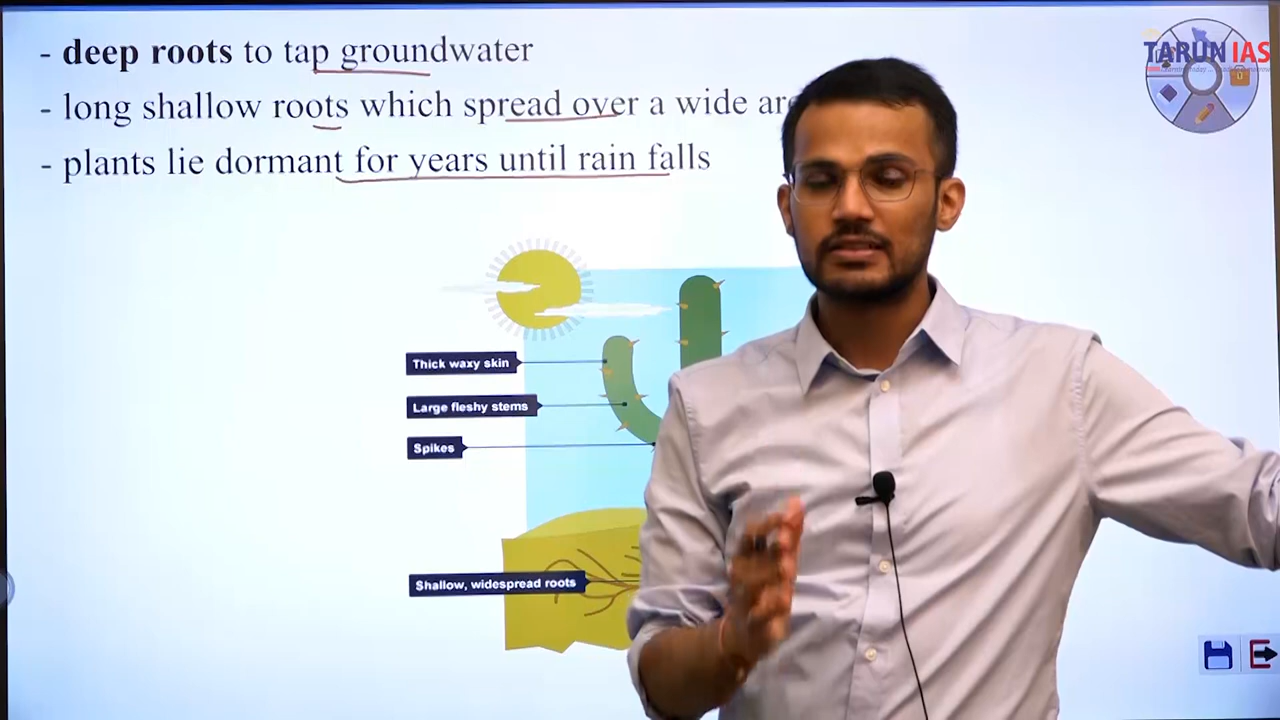 - deep roots to tap groundwater
TARUN IAS
- long shallow roots which spread over a wide
- plants lie dormant for years until rain falls
Thick waxy skin
Large fleshy stems
Spikes
Shallow, widespread roots